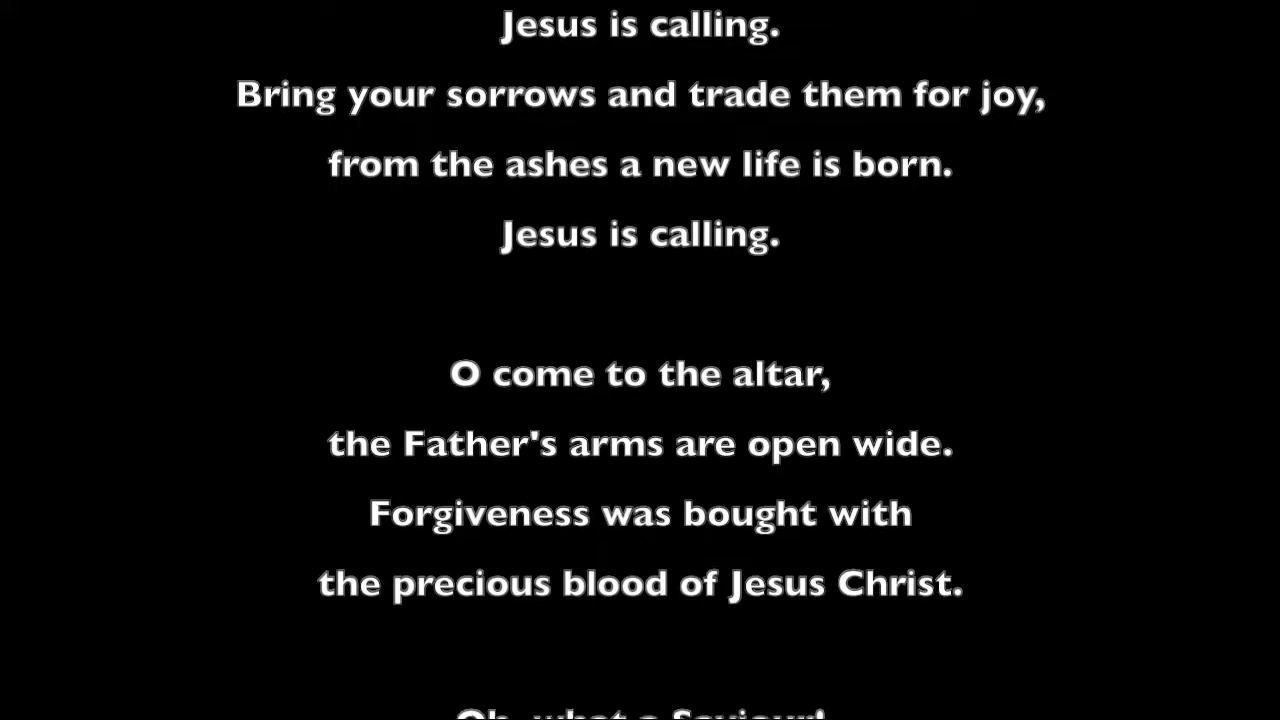 Jesus is calling.
Bring your sorrows and trade them for joy,
from the ashes a new life is born.
Jesus is calling.
O come to the altar,
the Father's arms are open wide.
Forgiveness was bought with
the precious blood of Jesus Christ.
Oh, what a Saviour!